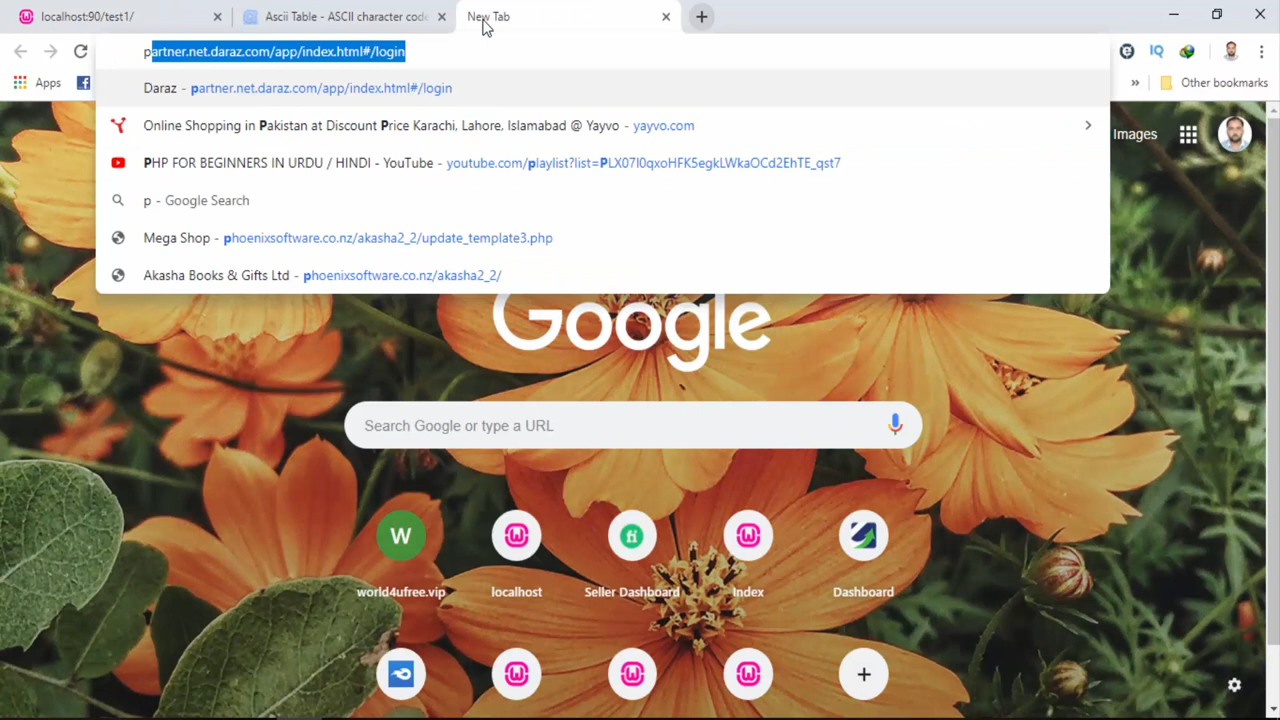 localhost:90/test1/
Ascii Table - ASCII character code
New Tab
partner.net.daraz.com/app/index.html#/login
Apps
Other bookmarks
Daraz - partner.net.daraz.com/app/index.html#/login
Online Shopping in Pakistan at Discount Price Karachi, Lahore, Islamabad @ Yayvo - yayvo.com
PHP FOR BEGINNERS IN URDU / HINDI - YouTube - youtube.com/playlist?list=PLX07l0qxoHFK5egkLWkaOCd2EhTE_qst7
p - Google Search
Mega Shop - phoenixsoftware.co.nz/akasha2_2/update_template3.php
Akasha Books & Gifts Ltd - phoenixsoftware.co.nz/akasha2_2/
Images
Google
Search Google or type a URL
W
fi
world4ufree.vip
localhost
Seller Dashboard
Index
Dashboard